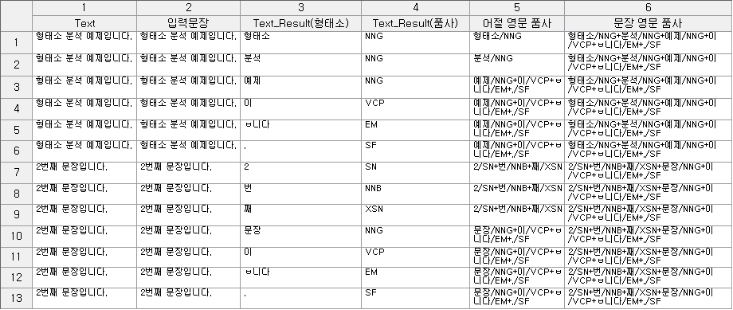 1 2 3 4 5 6
Text 입력문장 Text_Result(형태소) Text_Result(품사) 어절 영문 품사 문장 영문 품사
1 형태소 분석 예제입니다. 형태소 분석 예제입니다. 형태소 NNG 형태소/NNG 형태소/NNG+분석/NNG+예제/NNG+이
/VCP+ㅂ니다/EM+./SF
2 형태소 분석 예제입니다. 형태소 분석 예제입니다. 분석 NNG 분석/NNG 형태소/NNG+분석/NNG+예제/NNG+이
/VCP+ㅂ니다/EM+./SF
3 형태소 분석 예제입니다. 형태소 분석 예제입니다. 예제 NNG 예제/NNG+이/VCP+ㅂ 형태소/NNG+분석/NNG+예제/NNG+이
니다/EM+./SF /VCP+ㅂ니다/EM+./SF
4 형태소 분석 예제입니다. 형태소 분석 예제입니다. 이 VCP 예제/NNG+이/VCP+ㅂ 형태소/NNG+분석/NNG+예제/NNG+이
니다/EM+./SF /VCP+ㅂ니다/EM+./SF
5 형태소 분석 예제입니다. 형태소 분석 예제입니다. ㅂ니다 EM 예제/NNG+이/VCP+ㅂ 형태소/NNG+분석/NNG+예제/NNG+이
니다/EM+./SF /VCP+ㅂ니다/EM+./SF
6 형태소 분석 예제입니다. 형태소 분석 예제입니다. . SF 예제/NNG+이/VCP+ㅂ 형태소/NNG+분석/NNG+예제/NNG+이
니다/EM+./SF /VCP+ㅂ니다/EM+./SF
7 2번째 문장입니다. 2번째 문장입니다. 2 SN 2/SN+번/NNB+째/XSN 2/SN+번/NNB+째/XSN+문장/NNG+이
/VCP+ㅂ니다/EM+./SF
8 2번째 문장입니다. 2번째 문장입니다. 번 NNB 2/SN+번/NNB+째/XSN 2/SN+번/NNB+째/XSN+문장/NNG+이
/VCP+ㅂ니다/EM+./SF
9 2번째 문장입니다. 2번째 문장입니다. 째 XSN 2/SN+번/NNB+째/XSN 2/SN+번/NNB+째/XSN+문장/NNG+이
/VCP+ㅂ니다/EM+./SF
10 2번째 문장입니다. 2번째 문장입니다. 문장 NNG 문장/NNG+이/VCP+ㅂ 2/SN+번/NNB+째/XSN+문장/NNG+이
니다/EM+./SF /VCP+ㅂ니다/EM+./SF
11 2번째 문장입니다. 2번째 문장입니다. 이 VCP 문장/NNG+이/VCP+ㅂ 2/SN+번/NNB+째/XSN+문장/NNG+이
니다/EM+./SF /VCP+ㅂ니다/EM+./SF
12 2번째 문장입니다. 2번째 문장입니다. ㅂ니다 EM 문장/NNG+이/VCP+ㅂ 2/SN+번/NNB+째/XSN+문장/NNG+이
니다/EM+./SF /VCP+ㅂ니다/EM+./SF
13 2번째 문장입니다. 2번째 문장입니다. . SF 문장/NNG+이/VCP+ㅂ 2/SN+번/NNB+째/XSN+문장/NNG+이
니다/EM+./SF /VCP+ㅂ니다/EM+./SF